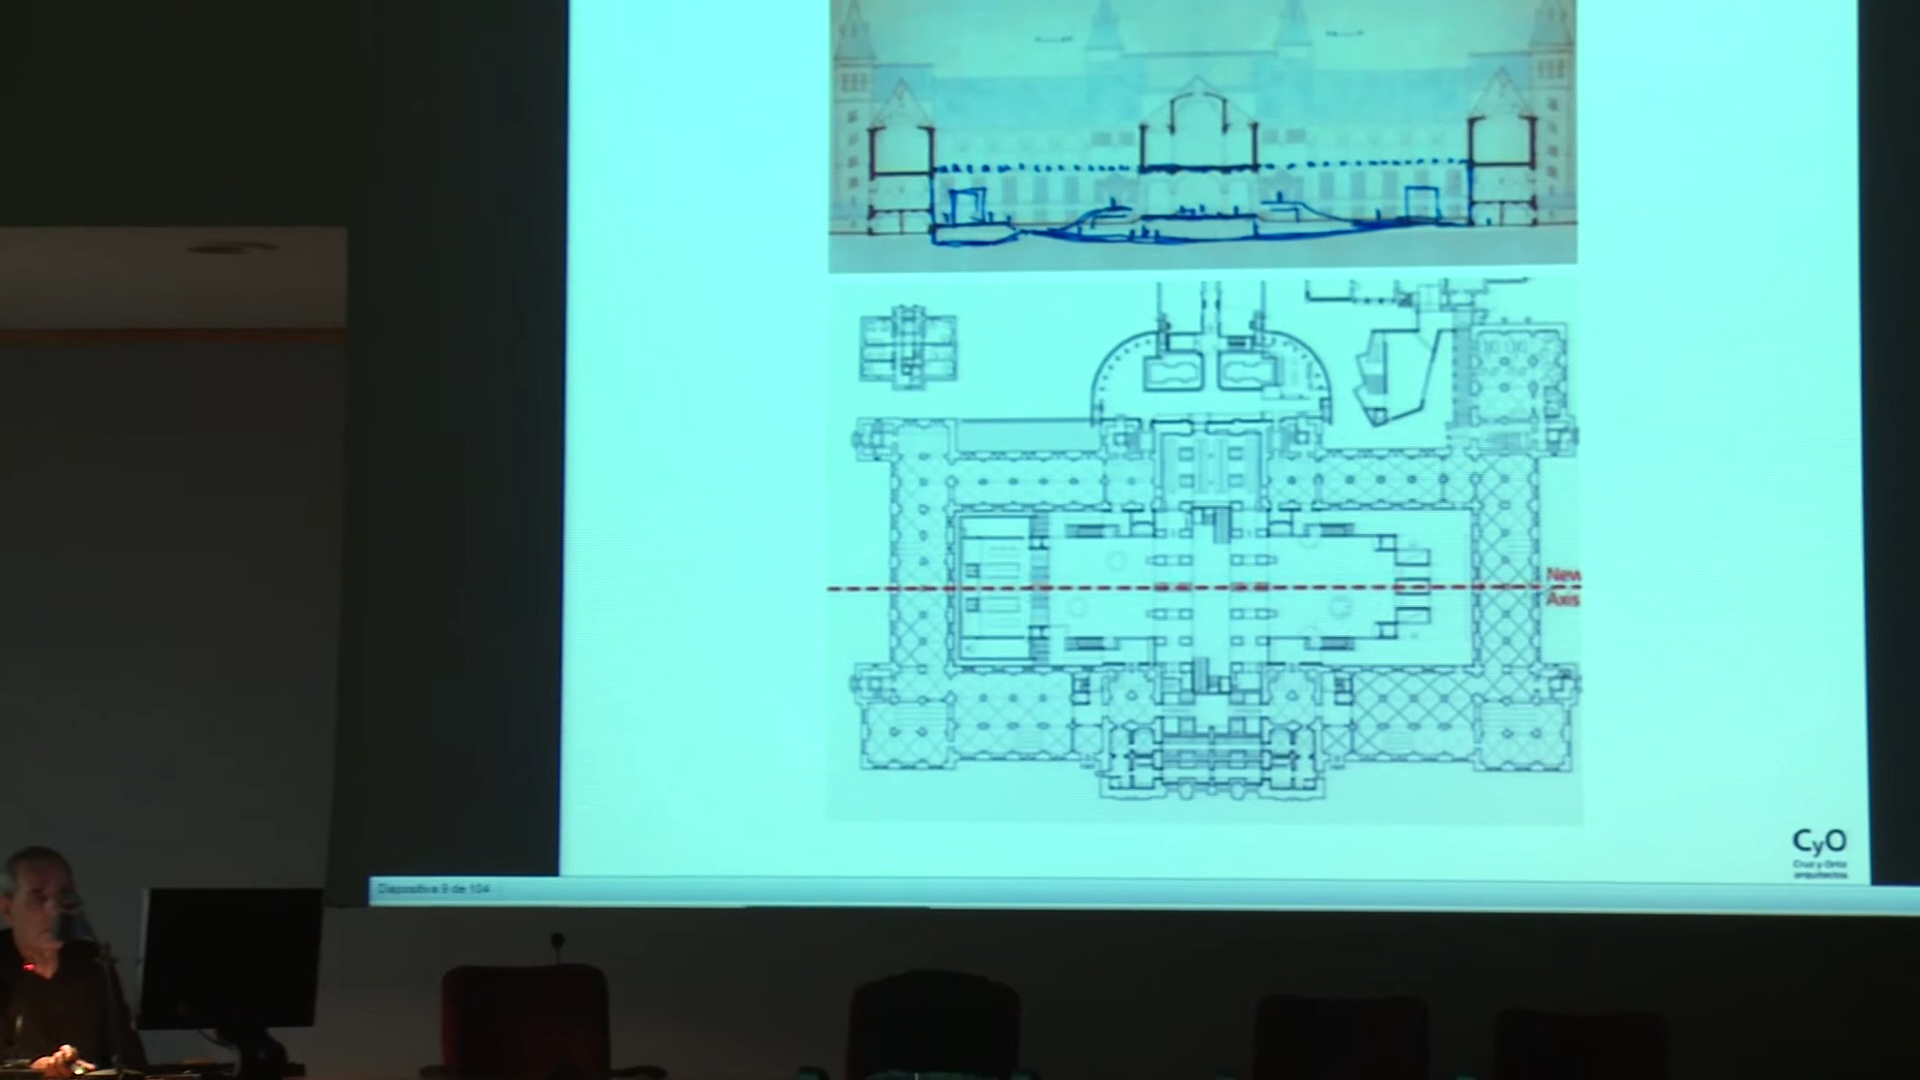 New
Axis
CyO
Cruz y Ortiz
arquitectos
Diapositiva 9 de 104